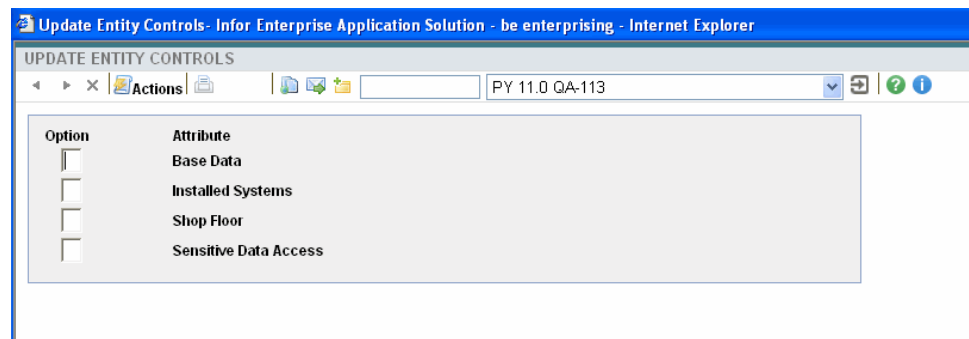 Update Entity Controls- Infor Enterprise Application Solution - be enterprising - Internet Explorer
UPDATE ENTITY CONTROLS
Actions PY 11.0 QA-113
Option Attribute
Base Data
Installed Systems
Shop Floor
Sensitive Data Access